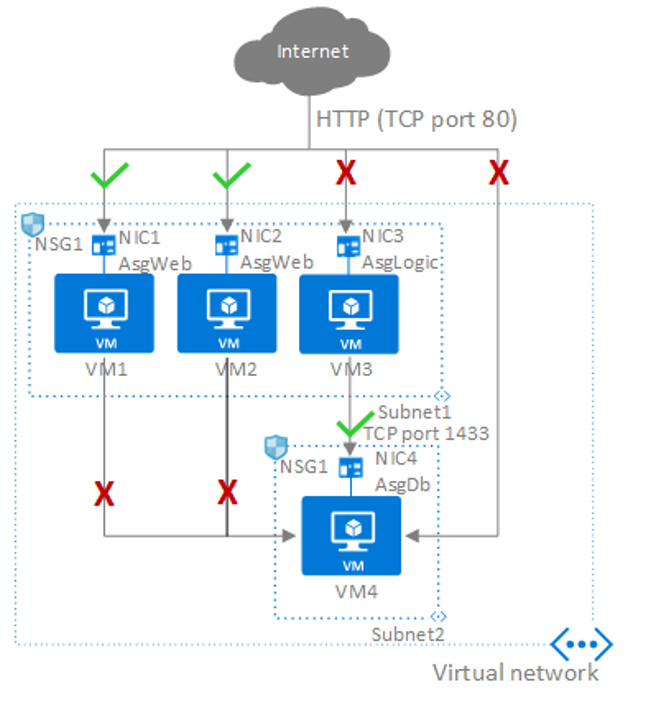 Internet
HTTP (TCP port 80)
X X
NSG1
NIC1
AsgWeb
NIC2
AsgWeb
NIC3
AsgLogic
VM
VM
VM
VM1
VM2
VM3
Subnet1
TCP port 1433
NSG1
NIC4
AsgDb
X
X
VM
VM4
Subnet2
Virtual network